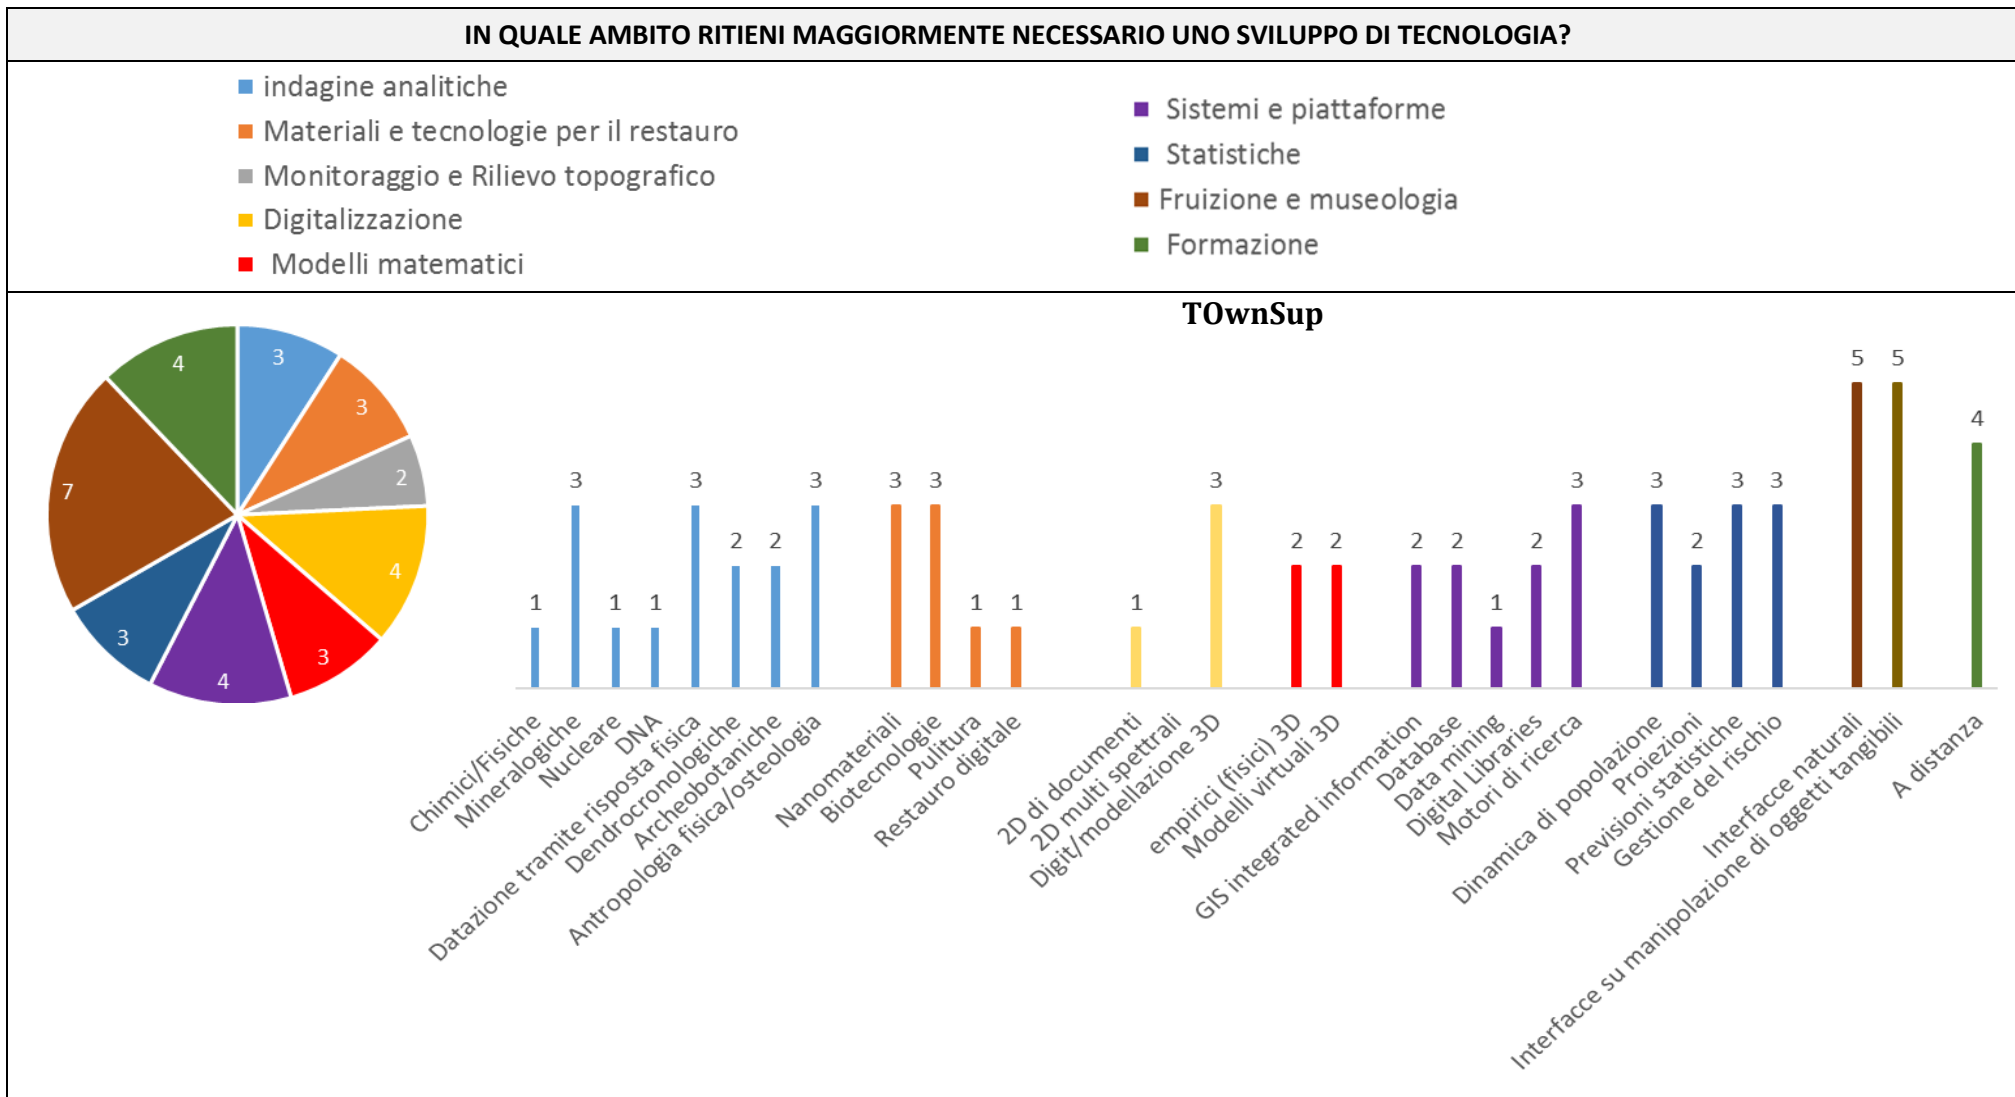 IN QUALE AMBITO RITIENI MAGGIORMENTE NECESSARIO UNO SVILUPPO DI TECNOLOGIA?
indagine analitiche
Materiali e tecnologie per il restauro
Monitoraggio e Rilievo topografico
Digitalizzazione
Modelli matematici
Sistemi e piattaforme
Statistiche
Fruizione e museologia
Formazione
TOwnSup
3
3
2
4
3
4
3
7
4
1
3
1
1
3
2
2
3
3
3
1
1
1
3
2
2
2
2
1
2
3
3
2
3
3
5
5
4
Chimici/Fisiche
Mineralogiche
Nucleare
DNA
Datazione tramite risposta fisica
Dendrocronologiche
Archeobotaniche
Antropologia fisica/osteologia
Nanomateriali
Biotecnologie
Pulitura
Restauro digitale
2D di documenti
2D multi spettrali
Digit/modellazione 3D
empirici (fisici) 3D
Modelli virtuali 3D
GIS integrated information
Database
Data mining
Digital Libraries
Motori di ricerca
Dinamica di popolazione
Proiezioni
Previsioni statistiche
Gestione del rischio
Interfacce naturali
Interfacce su manipolazione di oggetti tangibili
A distanza